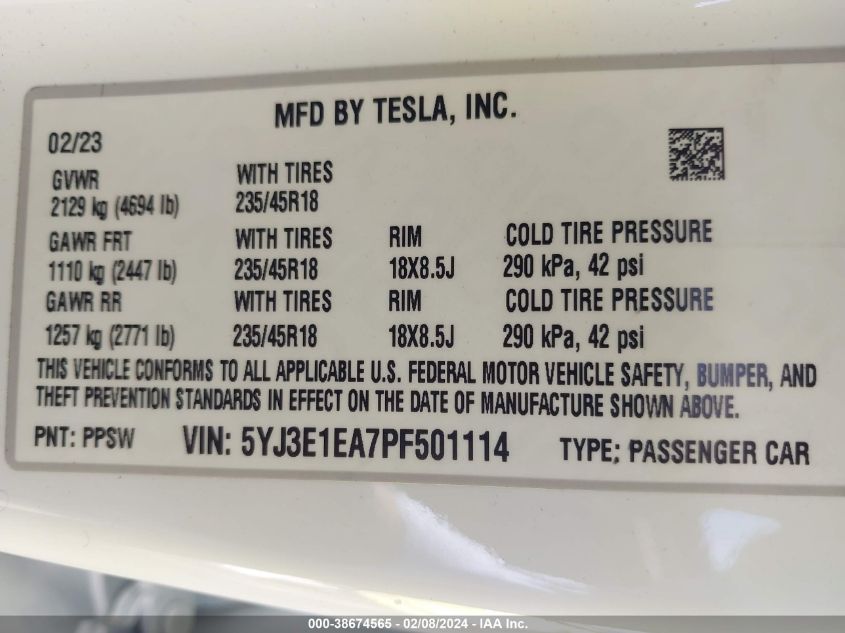 MFD BY TESLA, INC.
02/23
GVWR WITH TIRES
2129 kg (4694 lb) 235/45R18
GAWR FRT WITH TIRES RIM COLD TIRE PRESSURE
1110 kg (2447 lb) 235/45R18 18X8.5J 290 kPa, 42 psi
GAWR RR WITH TIRES RIM COLD TIRE PRESSURE
1257 kg (2771 lb) 235/45R18 18X8.5J 290 kPa, 42 psi
THIS VEHICLE CONFORMS TO ALL APPLICABLE U.S. FEDERAL MOTOR VEHICLE SAFETY, BUMPER, AND
THEFT PREVENTION STANDARDS IN EFFECT ON THE DATE OF MANUFACTURE SHOWN ABOVE.
PNT: PPSW VIN: 5YJ3E1EA7PF501114 TYPE: PASSENGER CAR
000-38674565 - 02/08/2024 - IAA Inc.